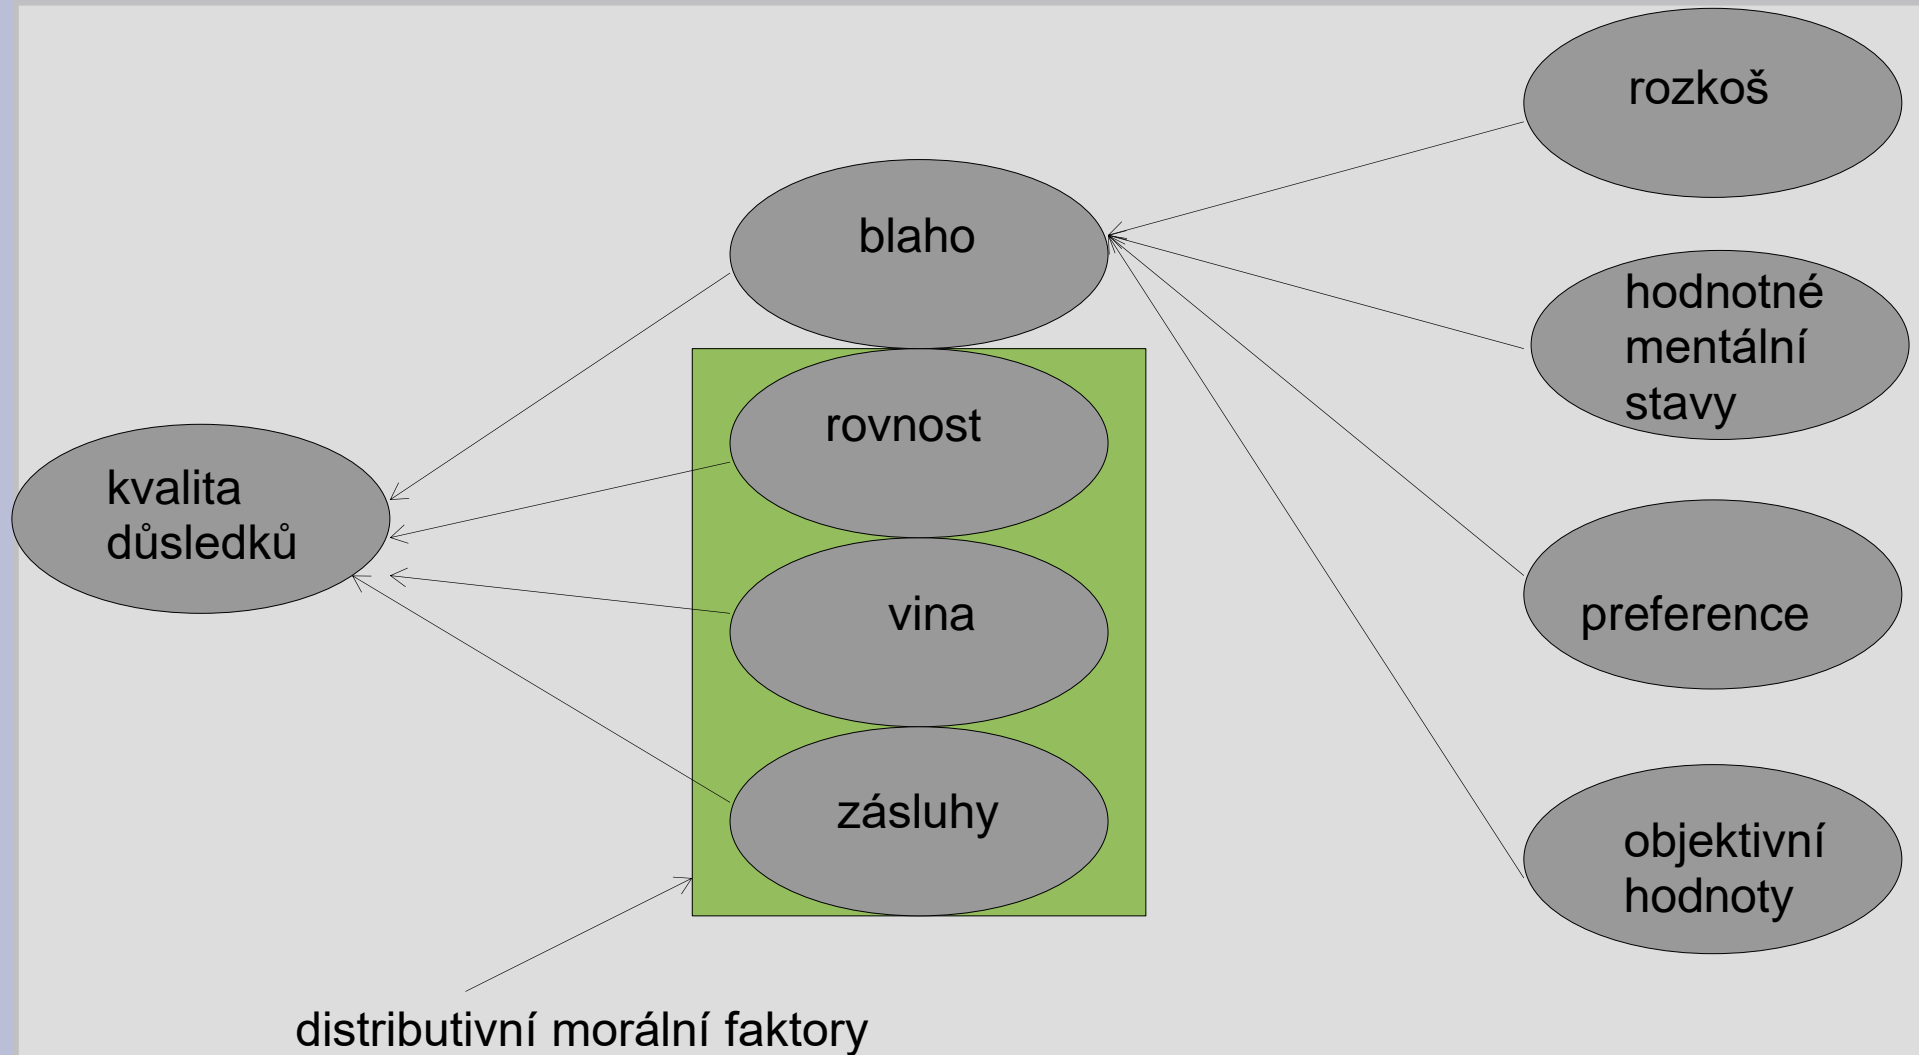 rozkoš
blaho
hodnotné
mentální
stavy
rovnost
kvalita
důsledků
vina
preference
zásluhy
objektivní
hodnoty
distributivní morální faktory